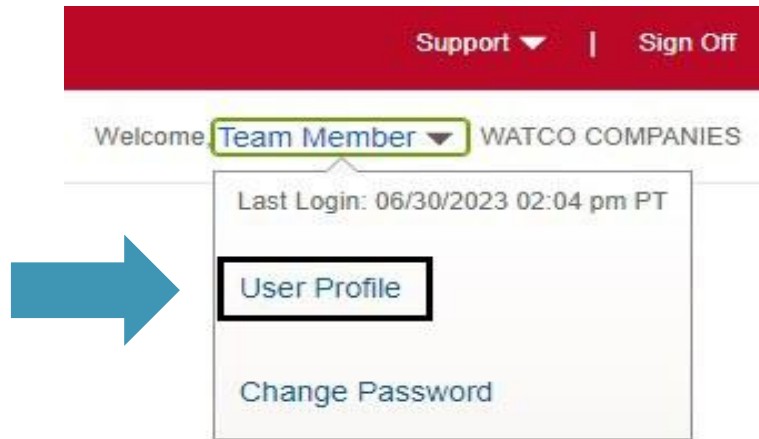 Support | Sign Off
Welcome, Team Member WATCO COMPANIES
Last Login: 06/30/2023 02:04 pm PT
User Profile
Change Password